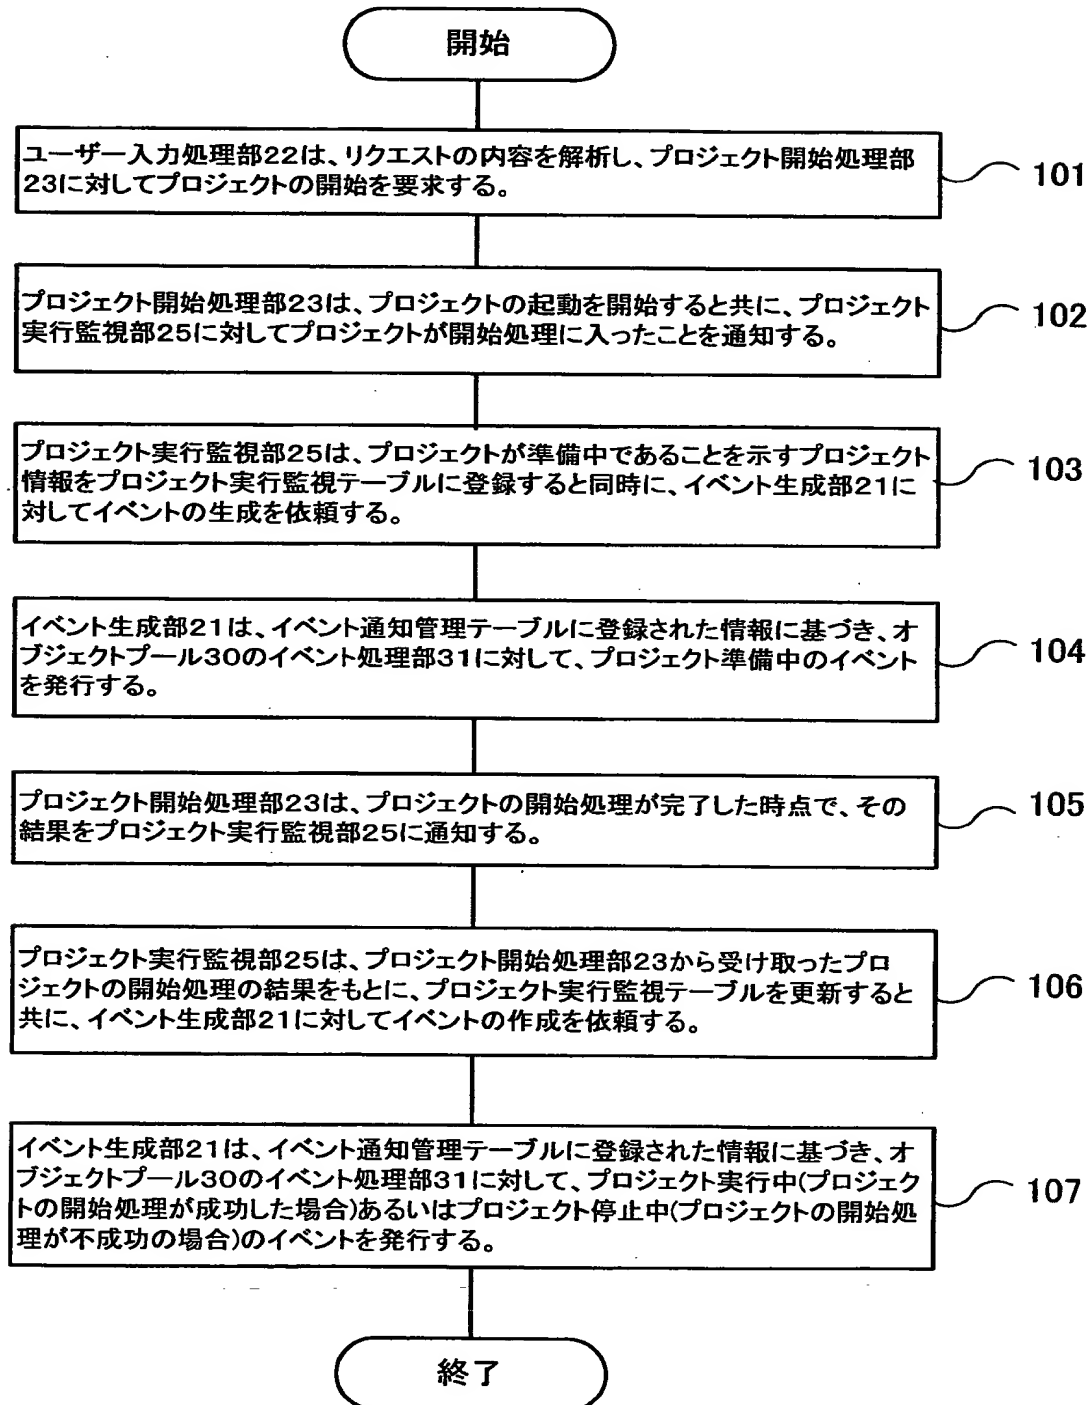 開始
ユーザー入力処理部22は、リクエストの内容を解析し、プロジェクト開始処理部
23に対してプロジェクトの開始を要求する。
101
プロジェクト開始処理部23は、プロジェクトの起動を開始すると共に、プロジェクト
実行監視部25に対してプロジェクトが開始処理に入ったことを通知する。
102
プロジェクト実行監視部25は、プロジェクトが準備中であることを示すプロジェクト
情報をプロジェクト実行監視テーブルに登録すると同時に、イベント生成部21に
対してイベントの生成を依頼する。
103
イベント生成部21は、イベント通知管理テーブルに登録された情報に基づき、オ
ブジェクトプール30のイベント処理部31に対して、プロジェクト準備中のイベント
を発行する。
104
プロジェクト開始処理部23は、プロジェクトの開始処理が完了した時点で、その
結果をプロジェクト実行監視部25に通知する。
105
プロジェクト実行監視部25は、プロジェクト開始処理部23から受け取ったプロ
ジェクトの開始処理の結果をもとに、プロジェクト実行監視テーブルを更新すると
共に、イベント生成部21に対してイベントの作成を依頼する。
106
イベント生成部21は、イベント通知管理テーブルに登録された情報に基づき、オ
ブジェクトプール30のイベント処理部31に対して、プロジェクト実行中(プロジェク
トの開始処理が成功した場合)あるいはプロジェクト停止中(プロジェクトの開始処
理が不成功の場合)のイベントを発行する。
107
終了